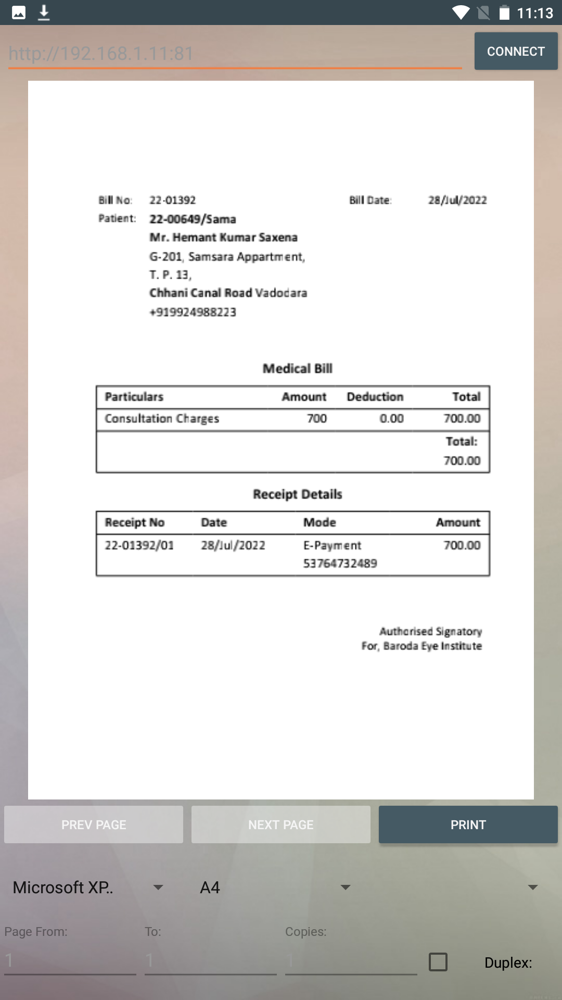 11:13
http://192.168.1.11:81
CONNECT
Bill No: 22-01392 Bill Date: 28/Jul/2022
Patient: 22-00649/Sama
Mr. Hemant Kumar Saxena
G-201, Samsara Appartment,
T. P. 13,
Chhani Canal Road Vadodara
+919924988223
Medical Bill
Particulars Amount Deduction Total
Consultation Charges 700 0.00 700.00
Total:
700.00
Receipt Details
Receipt No Date Mode Amount
22-01392/01 28/Jul/2022 E-Payment 700.00
53764732489
Authorised Signatory
For, Baroda Eye Institute
PREV PAGE NEXT PAGE PRINT
Microsoft XP.. A4
Page From: To: Copies:
1 1 1 Duplex: